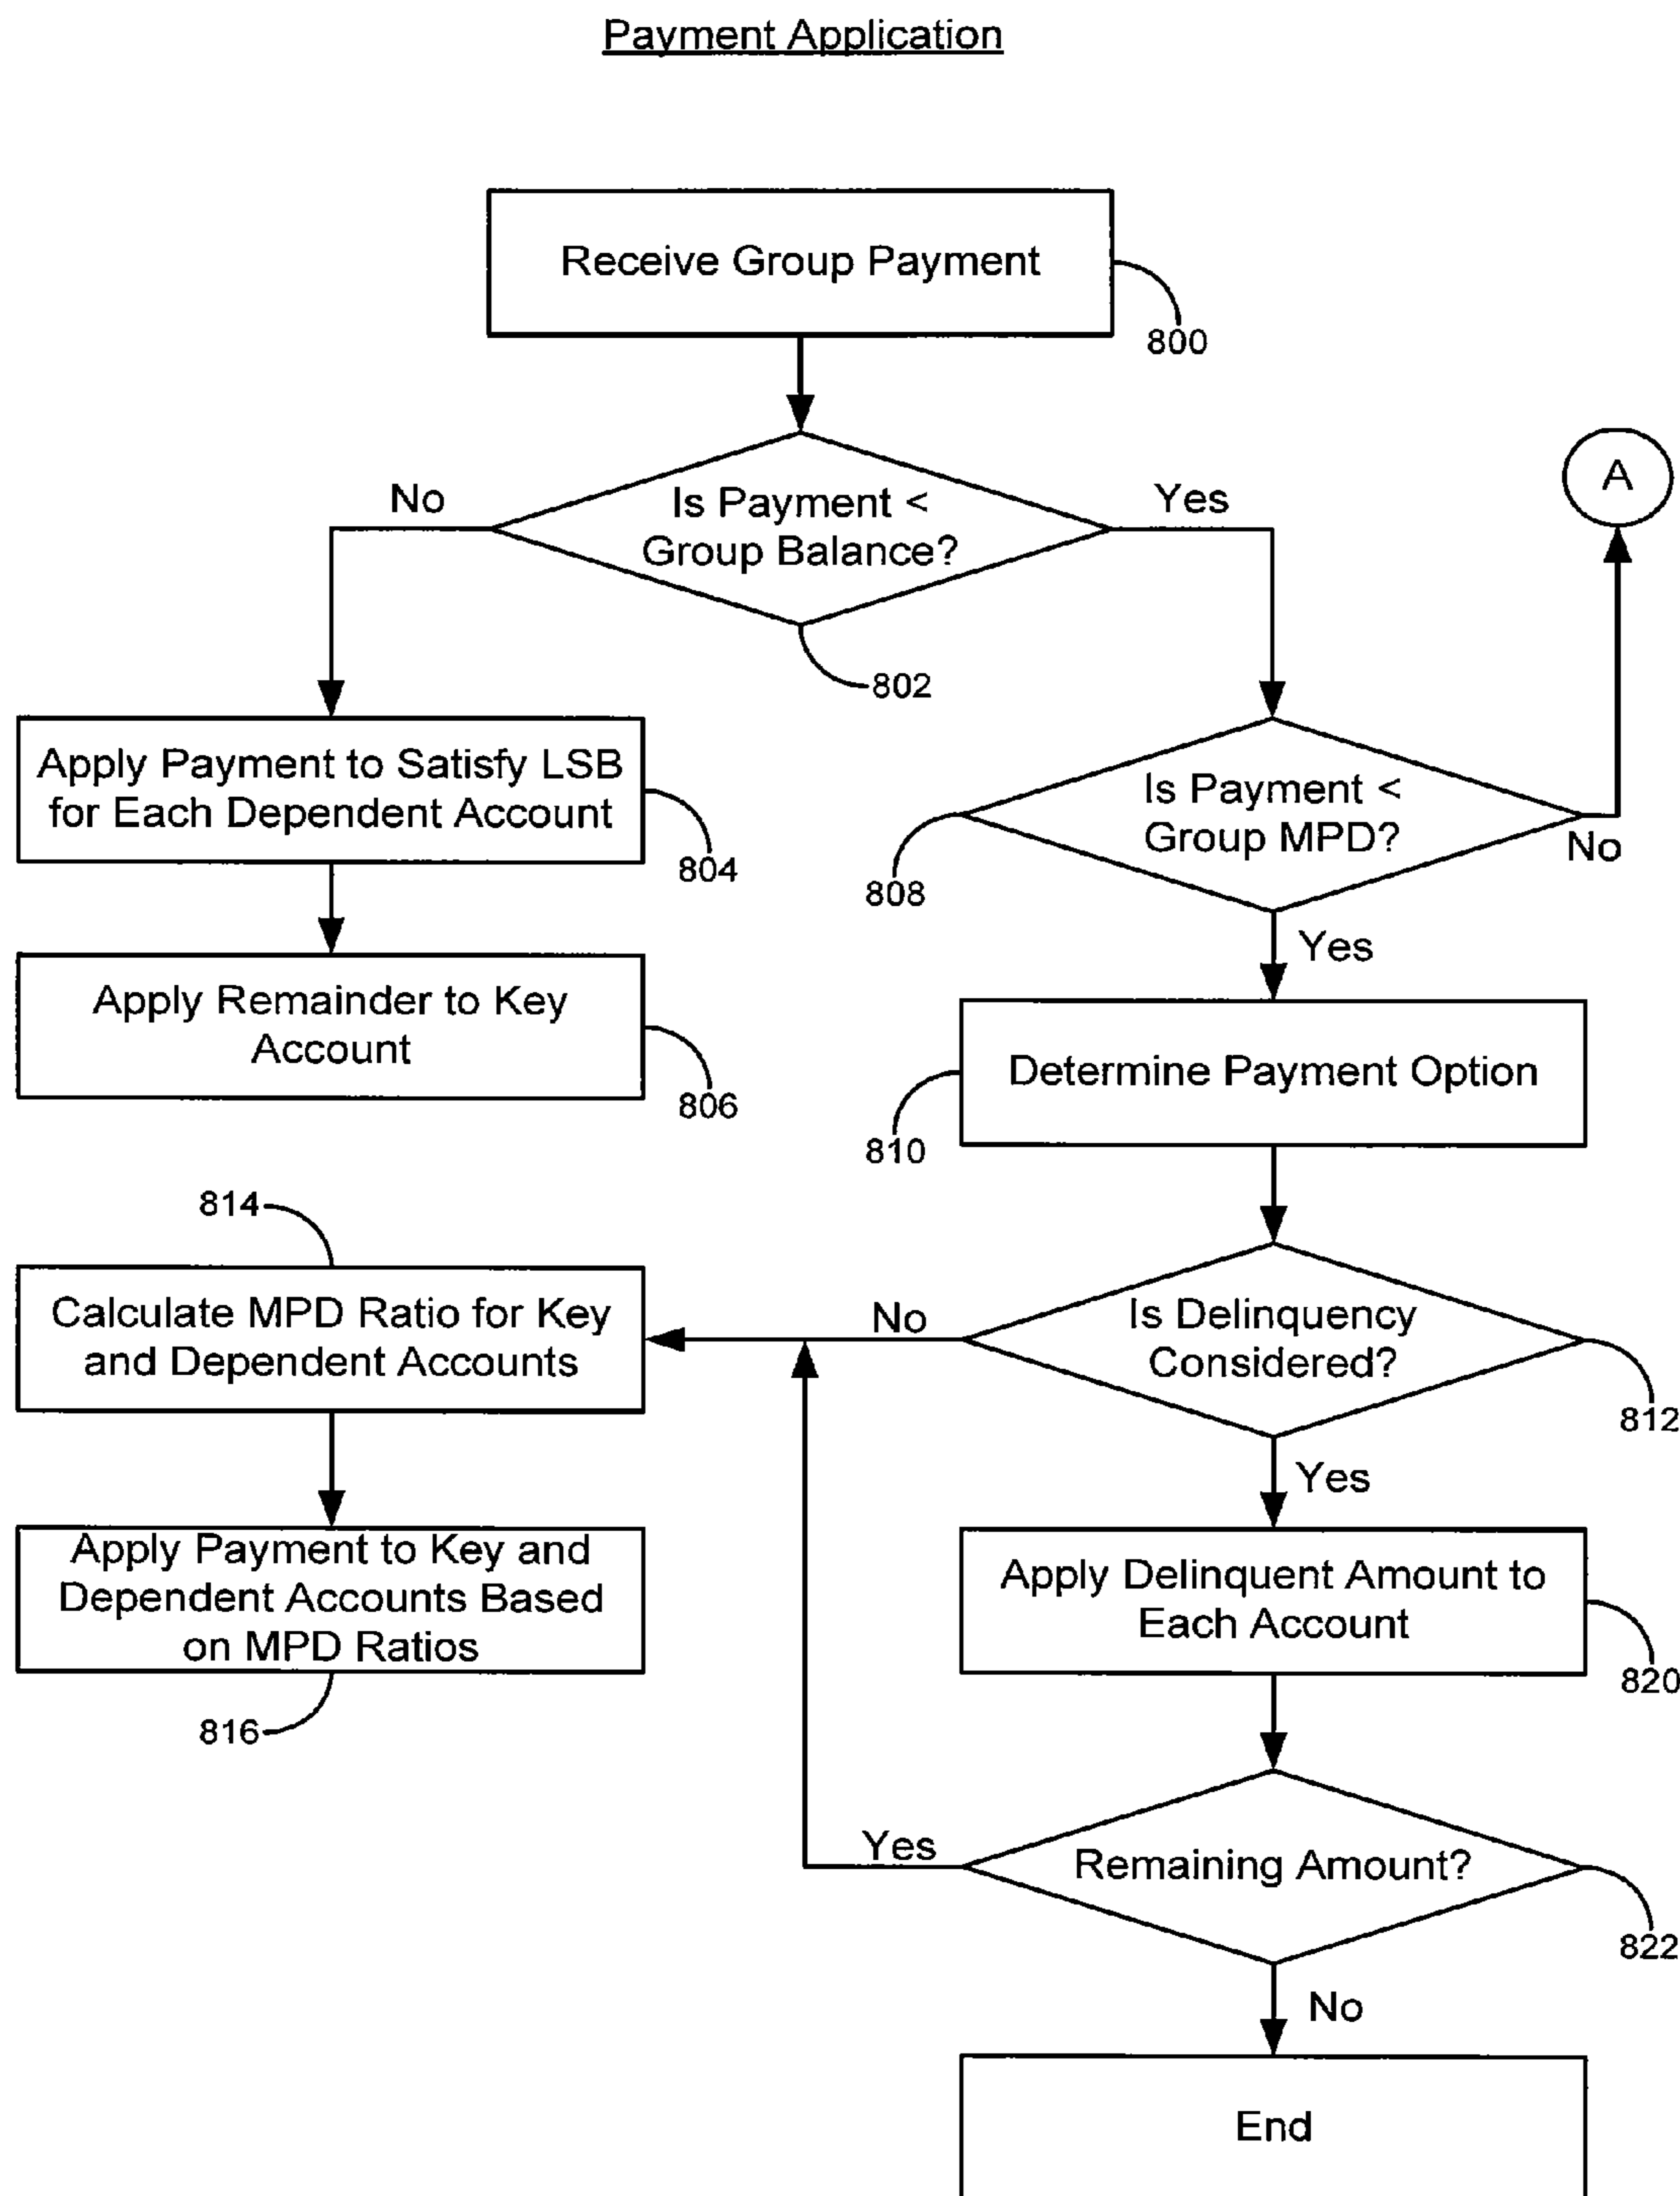 Payment Application
Receive Group Payment
800
Is Payment <
Group Balance?
No
Yes
802
A
Apply Payment to Satisfy LSB
for Each Dependent Account
804
Is Payment <
Group MPD?
808
No
Yes
Apply Remainder to Key
Account
806
Determine Payment Option
810
814
Calculate MPD Ratio for Key
and Dependent Accounts
No
Is Delinquency
Considered?
812
Yes
Apply Payment to Key and
Dependent Accounts Based
on MPD Ratios
816
Apply Delinquent Amount to
Each Account
820
Yes
Remaining Amount?
822
No
End